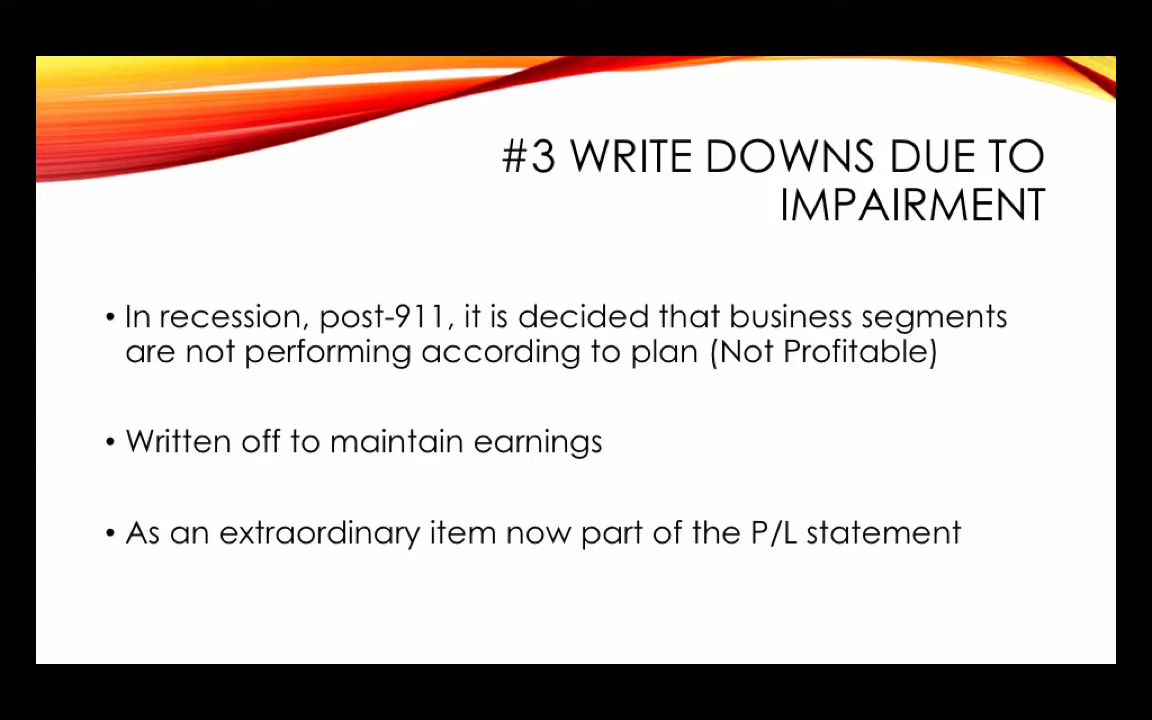 #3 WRITE DOWNS DUE TO
IMPAIRMENT
• In recession, post-911, it is decided that business segments
are not performing according to plan (Not Profitable)
• Written off to maintain earnings
• As an extraordinary item now part of the P/L statement